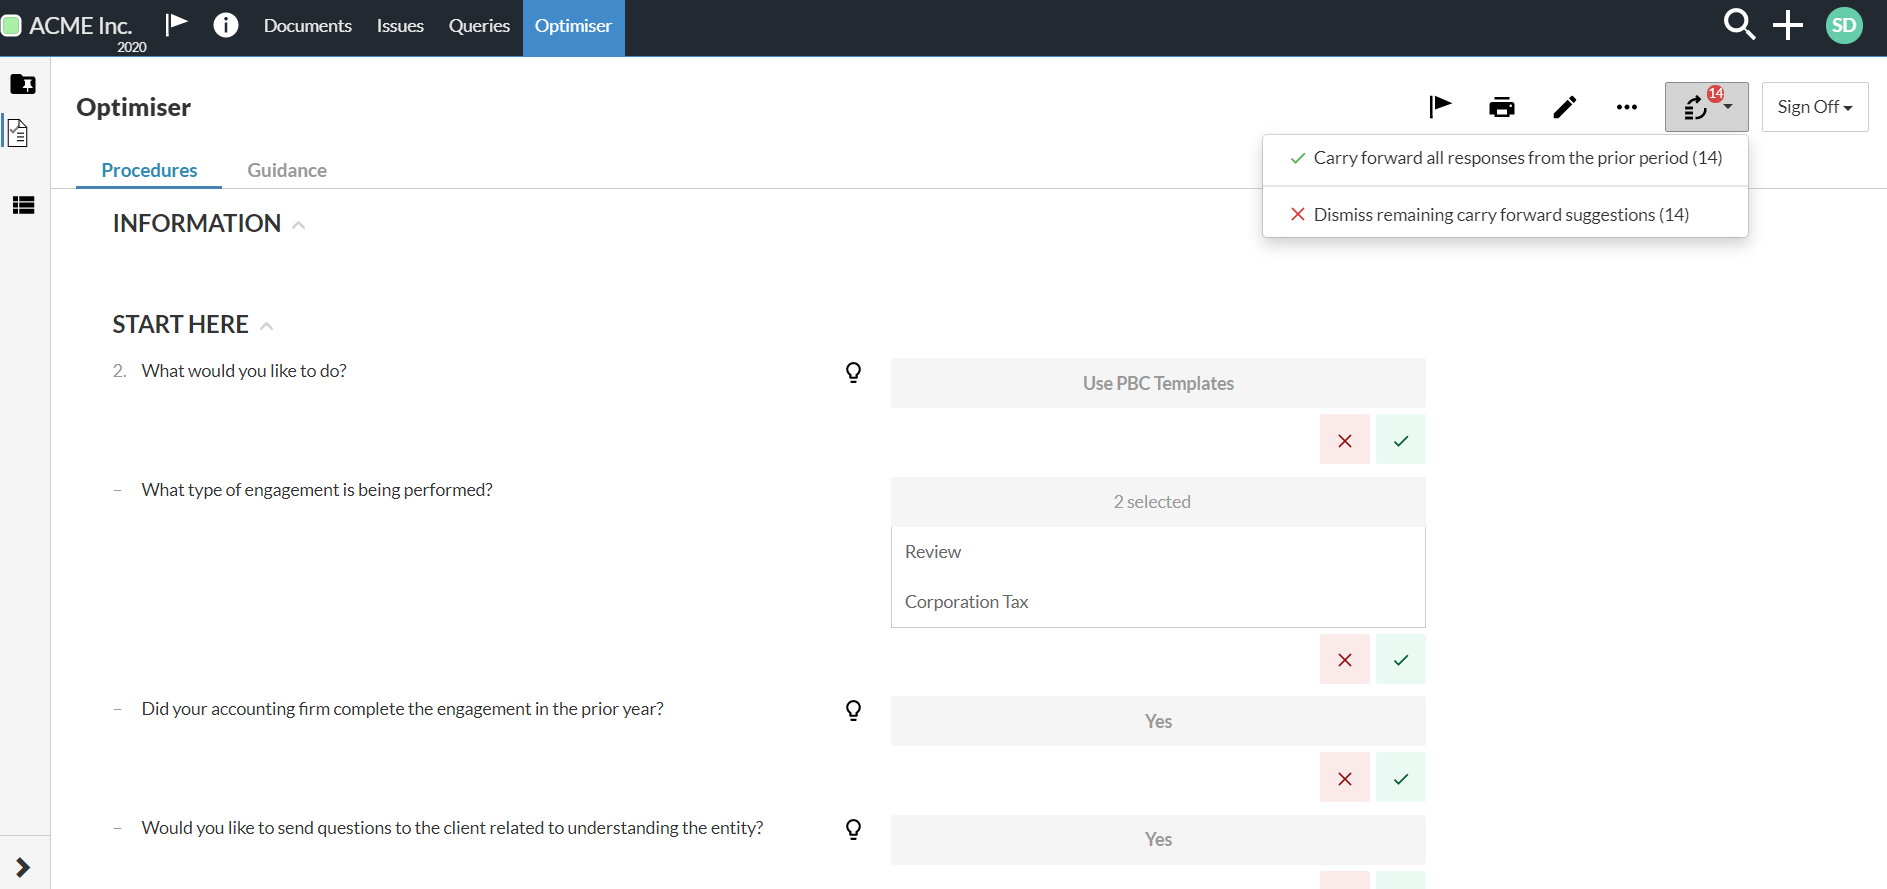 ACME Inc.
2020
Documents
Issues
Queries
Optimiser
SD
Optimiser
14
Sign Off
Carry forward all responses from the prior period (14)
Dismiss remaining carry forward suggestions (14)
Procedures
Guidance
INFORMATION
START HERE
2. What would you like to do?
Use PBC Templates
– What type of engagement is being performed?
2 selected
Review
Corporation Tax
– Did your accounting firm complete the engagement in the prior year?
Yes
– Would you like to send questions to the client related to understanding the entity?
Yes